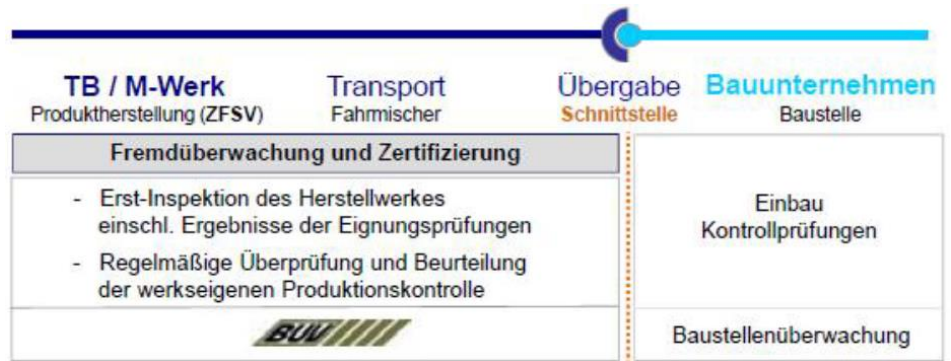 TB / M-Werk
Produktherstellung (ZFSV)
Transport
Fahrmischer
Übergabe
Schnittstelle
Bauunternehmen
Baustelle
Fremdüberwachung und Zertifizierung
- Erst-Inspektion des Herstellwerkes
einschl. Ergebnisse der Eignungsprüfungen
- Regelmäßige Überprüfung und Beurteilung
der werkseigenen Produktionskontrolle
BÜV
Einbau
Kontrollprüfungen
Baustellenüberwachung